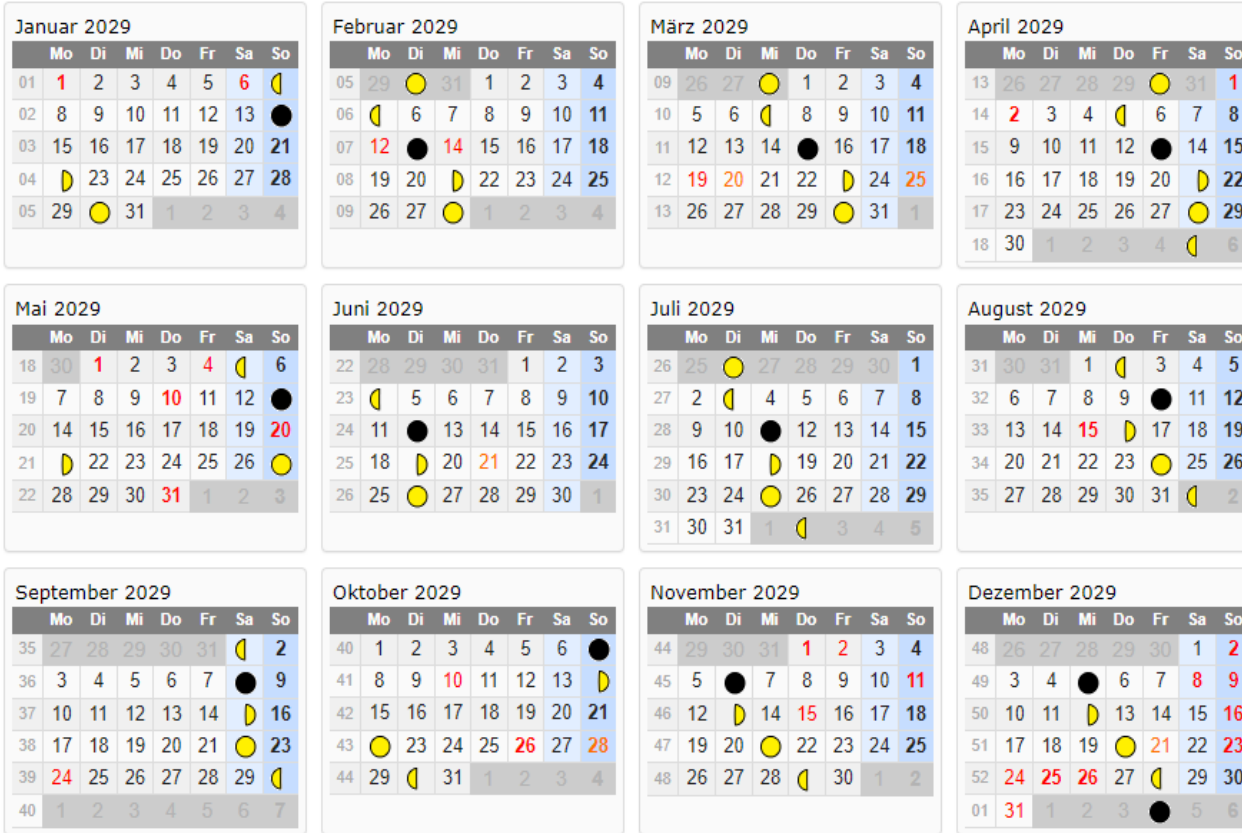 Januar 2029
Mo Di Mi Do Fr Sa So
01 1 2 3 4 5 6
02 8 9 10 11 12 13
03 15 16 17 18 19 20 21
04 23 24 25 26 27 28
05 29 31 1 2 3 4
Februar 2029
Mo Di Mi Do Fr Sa So
05 29 31 1 2 3 4
06 6 7 8 9 10 11
07 12 14 15 16 17 18
08 19 20 22 23 24 25
09 26 27 1 2 3 4
März 2029
Mo Di Mi Do Fr Sa So
09 26 27 1 2 3 4
10 5 6 8 9 10 11
11 12 13 14 16 17 18
12 19 20 21 22 24 25
13 26 27 28 29 31 1
April 2029
Mo Di Mi Do Fr Sa So
13 26 27 28 29 31 1
14 2 3 4 6 7 8
15 9 10 11 12 14 15
16 16 17 18 19 20 22
17 23 24 25 26 27 29
18 30 1 2 3 4 6
Mai 2029
Mo Di Mi Do Fr Sa So
18 30 1 2 3 4 6
19 7 8 9 10 11 12
20 14 15 16 17 18 19 20
21 22 23 24 25 26
22 28 29 30 31 1 2 3
Juni 2029
Mo Di Mi Do Fr Sa So
22 28 29 30 31 1 2 3
23 5 6 7 8 9 10
24 11 13 14 15 16 17
25 18 20 21 22 23 24
26 25 27 28 29 30 1
Juli 2029
Mo Di Mi Do Fr Sa So
26 25 27 28 29 30 1
27 2 4 5 6 7 8
28 9 10 12 13 14 15
29 16 17 19 20 21 22
30 23 24 26 27 28 29
31 30 31 1 3 4 5
August 2029
Mo Di Mi Do Fr Sa So
31 30 31 1 3 4 5
32 6 7 8 9 11 12
33 13 14 15 17 18 19
34 20 21 22 23 25 26
35 27 28 29 30 31 2
September 2029
Mo Di Mi Do Fr Sa So
35 27 28 29 30 31 2
36 3 4 5 6 7 9
37 10 11 12 13 14 16
38 17 18 19 20 21 23
39 24 25 26 27 28 29
40 1 2 3 4 5 6 7
Oktober 2029
Mo Di Mi Do Fr Sa So
40 1 2 3 4 5 6
41 8 9 10 11 12 13
42 15 16 17 18 19 20 21
43 23 24 25 26 27 28
44 29 31 1 2 3 4
November 2029
Mo Di Mi Do Fr Sa So
44 29 30 31 1 2 3 4
45 5 7 8 9 10 11
46 12 14 15 16 17 18
47 19 20 22 23 24 25
48 26 27 28 30 1 2
Dezember 2029
Mo Di Mi Do Fr Sa So
48 26 27 28 29 30 1 2
49 3 4 6 7 8 9
50 10 11 13 14 15 16
51 17 18 19 21 22 23
52 24 25 26 27 29 30
01 31 1 2 3 5 6